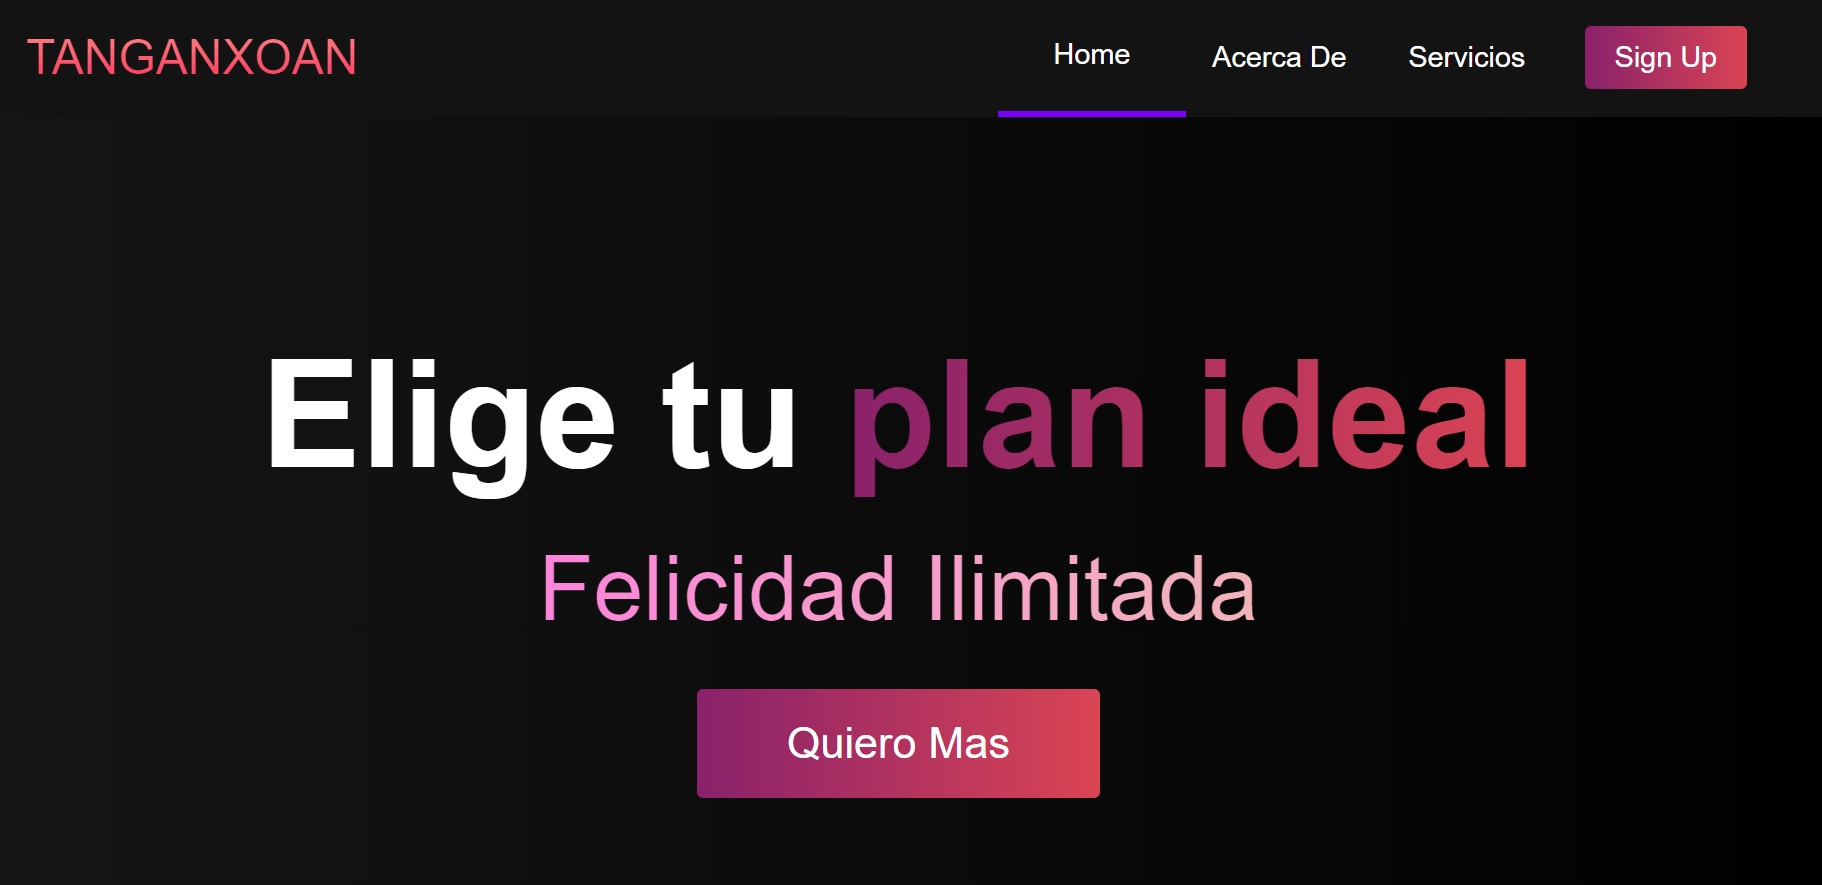 TANGANXOAN
Home Acerca De Servicios Sign Up
Elige tu plan ideal
Felicidad Ilimitada
Quiero Mas